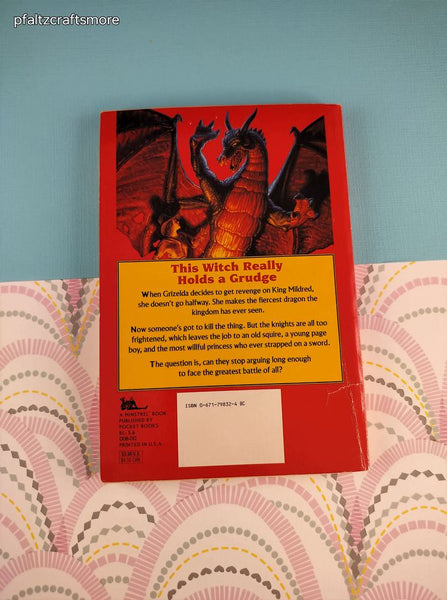 pfaltzcraftsmore
This Witch Really
Holds a Grudge
When Grizelda decides to get revenge on King Mildred,
she doesn't go halfway. She makes the fiercest dragon the
kingdom has ever seen.
Now someone's got to kill the thing. But the knights are all too
frightened, which leaves the job to an old squire, a young page
boy, and the most willful princess who ever strapped on a sword.
The question is, can they stop arguing long enough
to face the greatest battle of all?
ISBN 0-671-79832-4 BC
A MINSTREL® BOOK
PUBLISHED BY
POCKET BOOKS
PRINTED IN U.S.A.